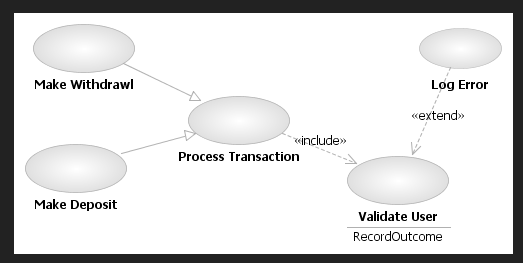 Make Withdrawl
Log Error
«extend»
«include»
Process Transaction
Make Deposit
Validate User
RecordOutcome